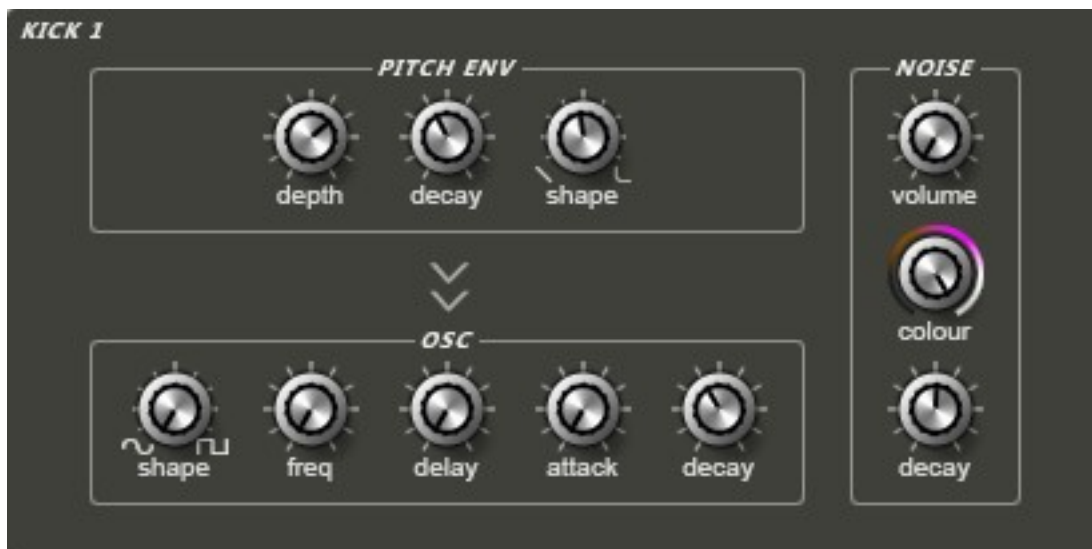 KICK 1
PITCH ENV
depth decay shape
NOISE
volume
colour
decay
OSC
shape freq delay attack decay